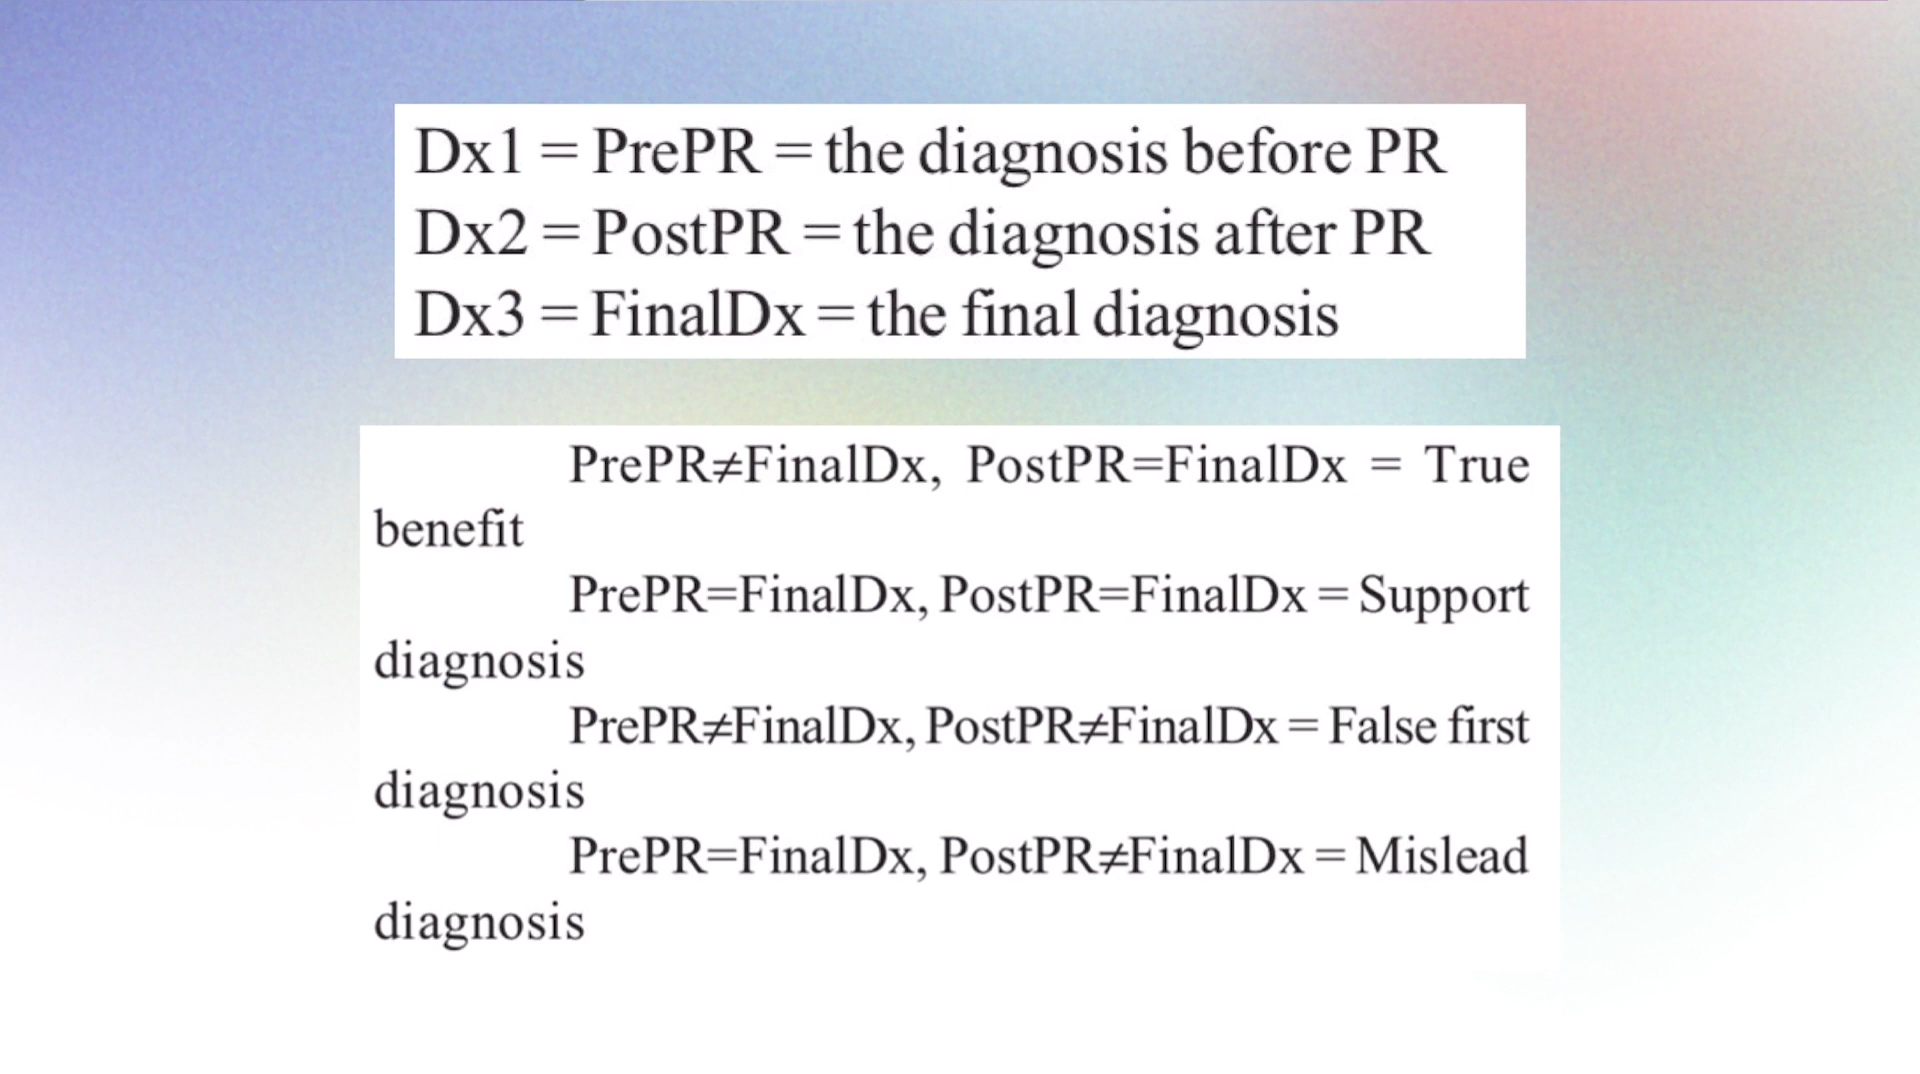 Dx1 = PrePR = the diagnosis before PR
Dx2 = PostPR = the diagnosis after PR
Dx3 = FinalDx = the final diagnosis
PrePR≠FinalDx, PostPR=FinalDx = True
benefit
PrePR=FinalDx, PostPR=FinalDx = Support
diagnosis
PrePR≠FinalDx, PostPR≠FinalDx = False first
diagnosis
PrePR=FinalDx, PostPR≠FinalDx = Mislead
diagnosis